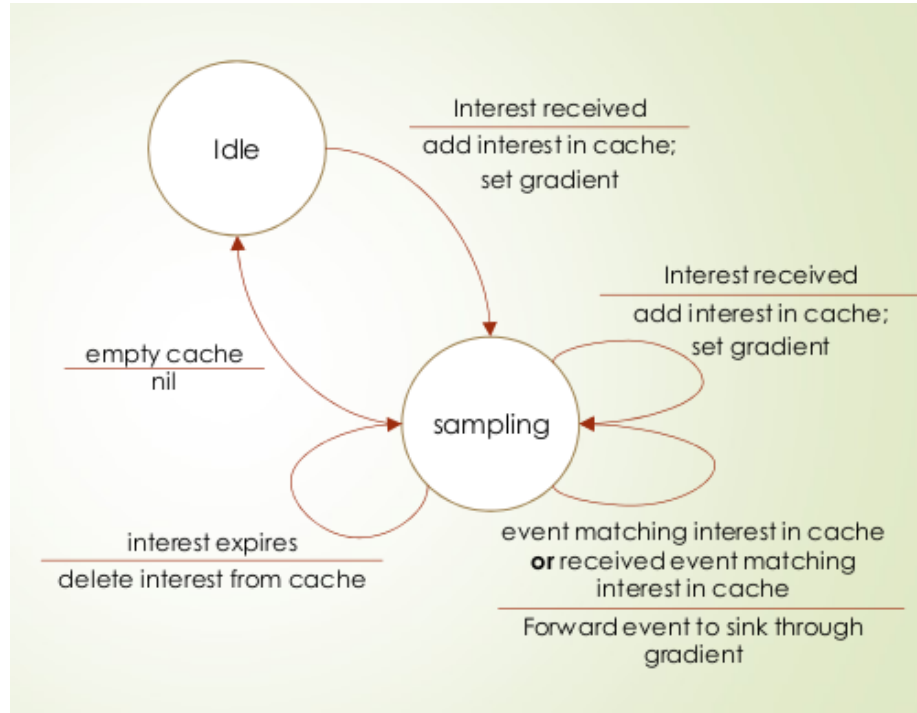 Idle
Interest received
add interest in cache;
set gradient
Interest received
add interest in cache;
set gradient
empty cache
nil
sampling
interest expires
delete interest from cache
event matching interest in cache
or received event matching
interest in cache
Forward event to sink through
gradient